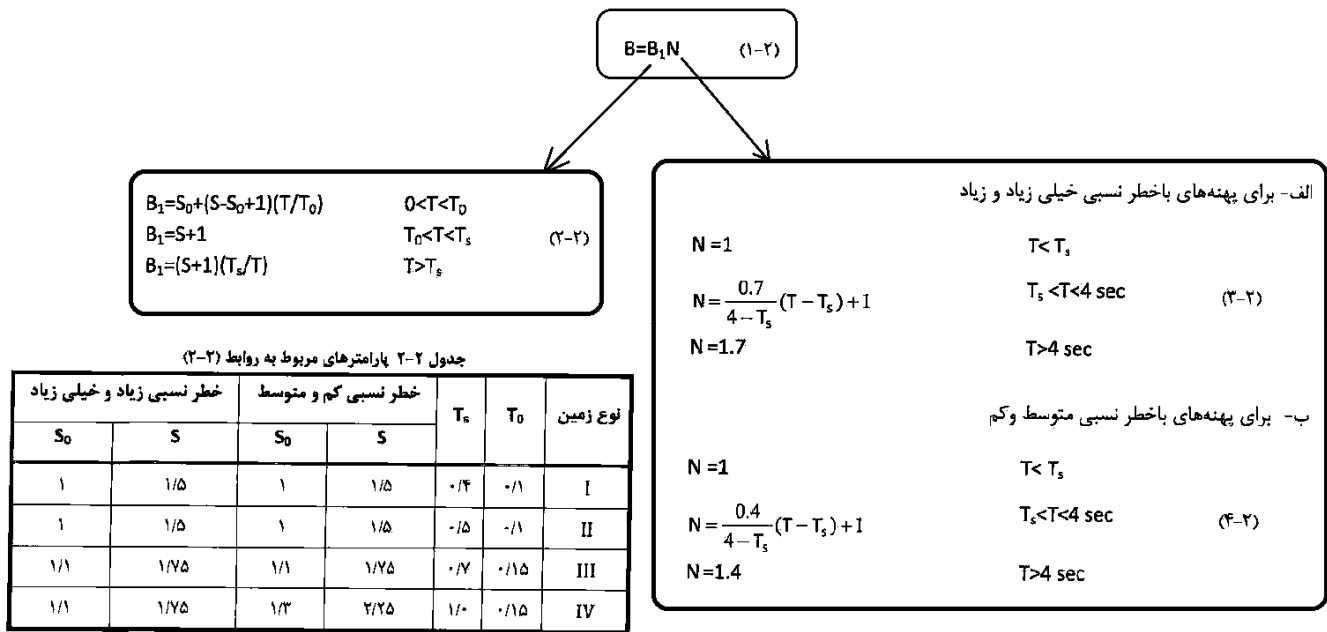 B=B₁N (۱-۲)
B₁=S₀+(S-S₀+1)(T/T₀) 0<T<T₀
B₁=S+1 T₀<T<Tₛ (۲-۲)
B₁=(S+1)(Tₛ/T) T>Tₛ
الف- برای پهنه‌های باخطر نسبی خیلی زیاد و زیاد
N =1 T< Tₛ
N = 0.7/(4-Tₛ) (T-Tₛ)+1 Tₛ <T<4 sec (۳-۲)
N =1.7 T>4 sec
ب- برای پهنه‌های باخطر نسبی متوسط وکم
N =1 T< Tₛ
N = 0.4/(4-Tₛ) (T-Tₛ)+1 Tₛ<T<4 sec (۴-۲)
N =1.4 T>4 sec
جدول ۲-۲ پارامترهای مربوط به روابط (۲-۲)
نوع زمین T₀ Tₛ خطر نسبی کم و متوسط خطر نسبی زیاد و خیلی زیاد
S S₀ S S₀
I ۰/۱ ۰/۴ ۱/۵ ۱ ۱/۵ ۱
II ۰/۱ ۰/۵ ۱/۵ ۱ ۱/۵ ۱
III ۰/۱۵ ۰/۷ ۱/۷۵ ۱/۱ ۱/۷۵ ۱/۱
IV ۰/۱۵ ۱/۰ ۲/۲۵ ۱/۳ ۱/۷۵ ۱/۱